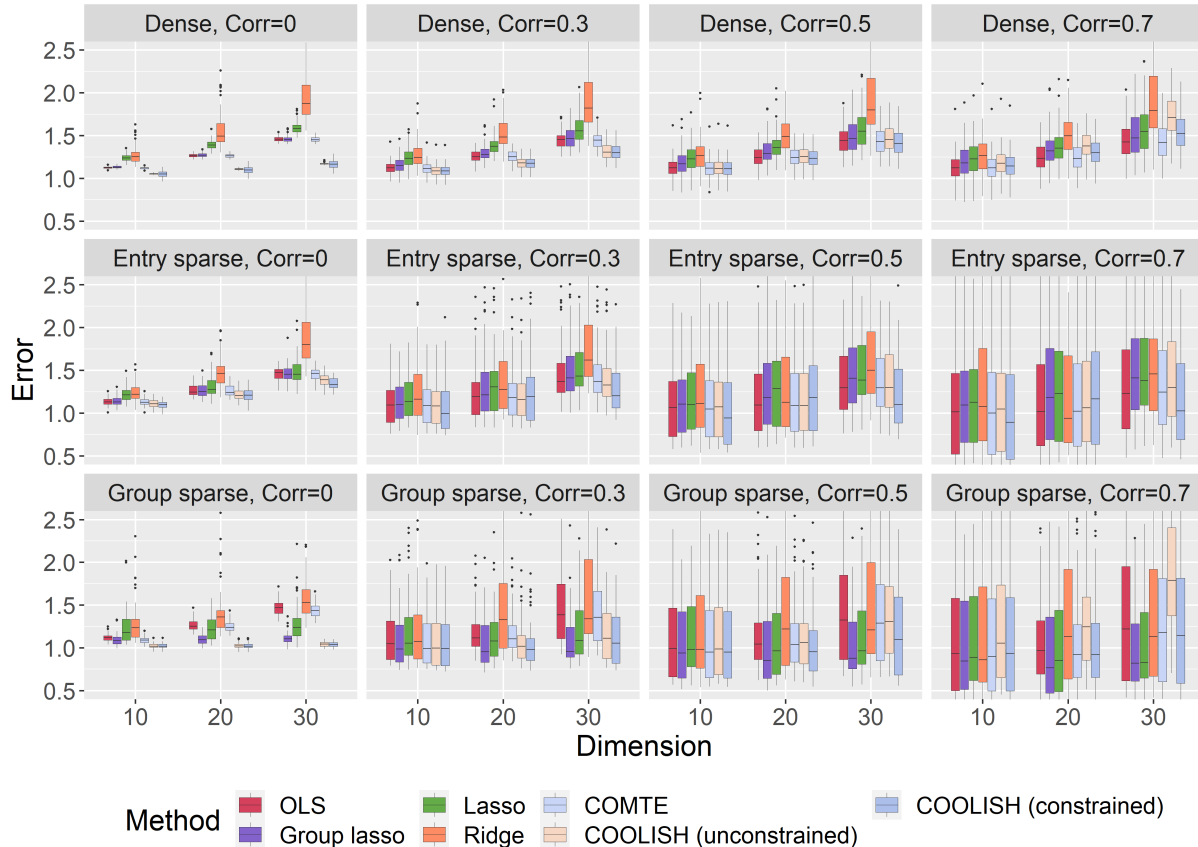 Dense, Corr=0 Dense, Corr=0.3 Dense, Corr=0.5 Dense, Corr=0.7
2.5
2.0
1.5
1.0
0.5
Entry sparse, Corr=0 Entry sparse, Corr=0.3 Entry sparse, Corr=0.5 Entry sparse, Corr=0.7
2.5
2.0
1.5
1.0
0.5
Error
Group sparse, Corr=0 Group sparse, Corr=0.3 Group sparse, Corr=0.5 Group sparse, Corr=0.7
2.5
2.0
1.5
1.0
0.5
10 20 30 10 20 30 10 20 30 10 20 30
Dimension
Method
OLS Lasso COMTE COOLISH (constrained)
Group lasso Ridge COOLISH (unconstrained)